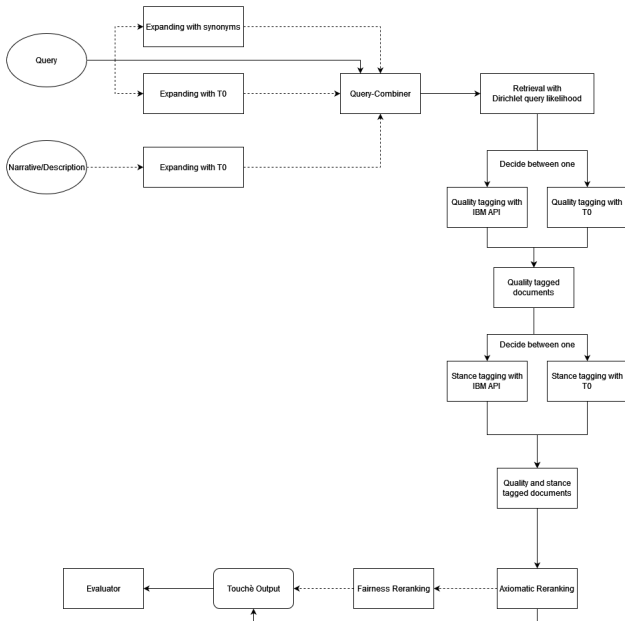 Expanding with synonyms
Query
Expanding with T0
Query-Combiner
Retrieval with
Dirichlet query likelihood
Narrative/Description
Expanding with T0
Decide between one
Quality tagging with
IBM API
Quality tagging with
T0
Quality tagged
documents
Decide between one
Stance tagging with
IBM API
Stance tagging with
T0
Quality and stance
tagged documents
Evaluator
Touchè Output
Fairness Reranking
Axiomatic Reranking